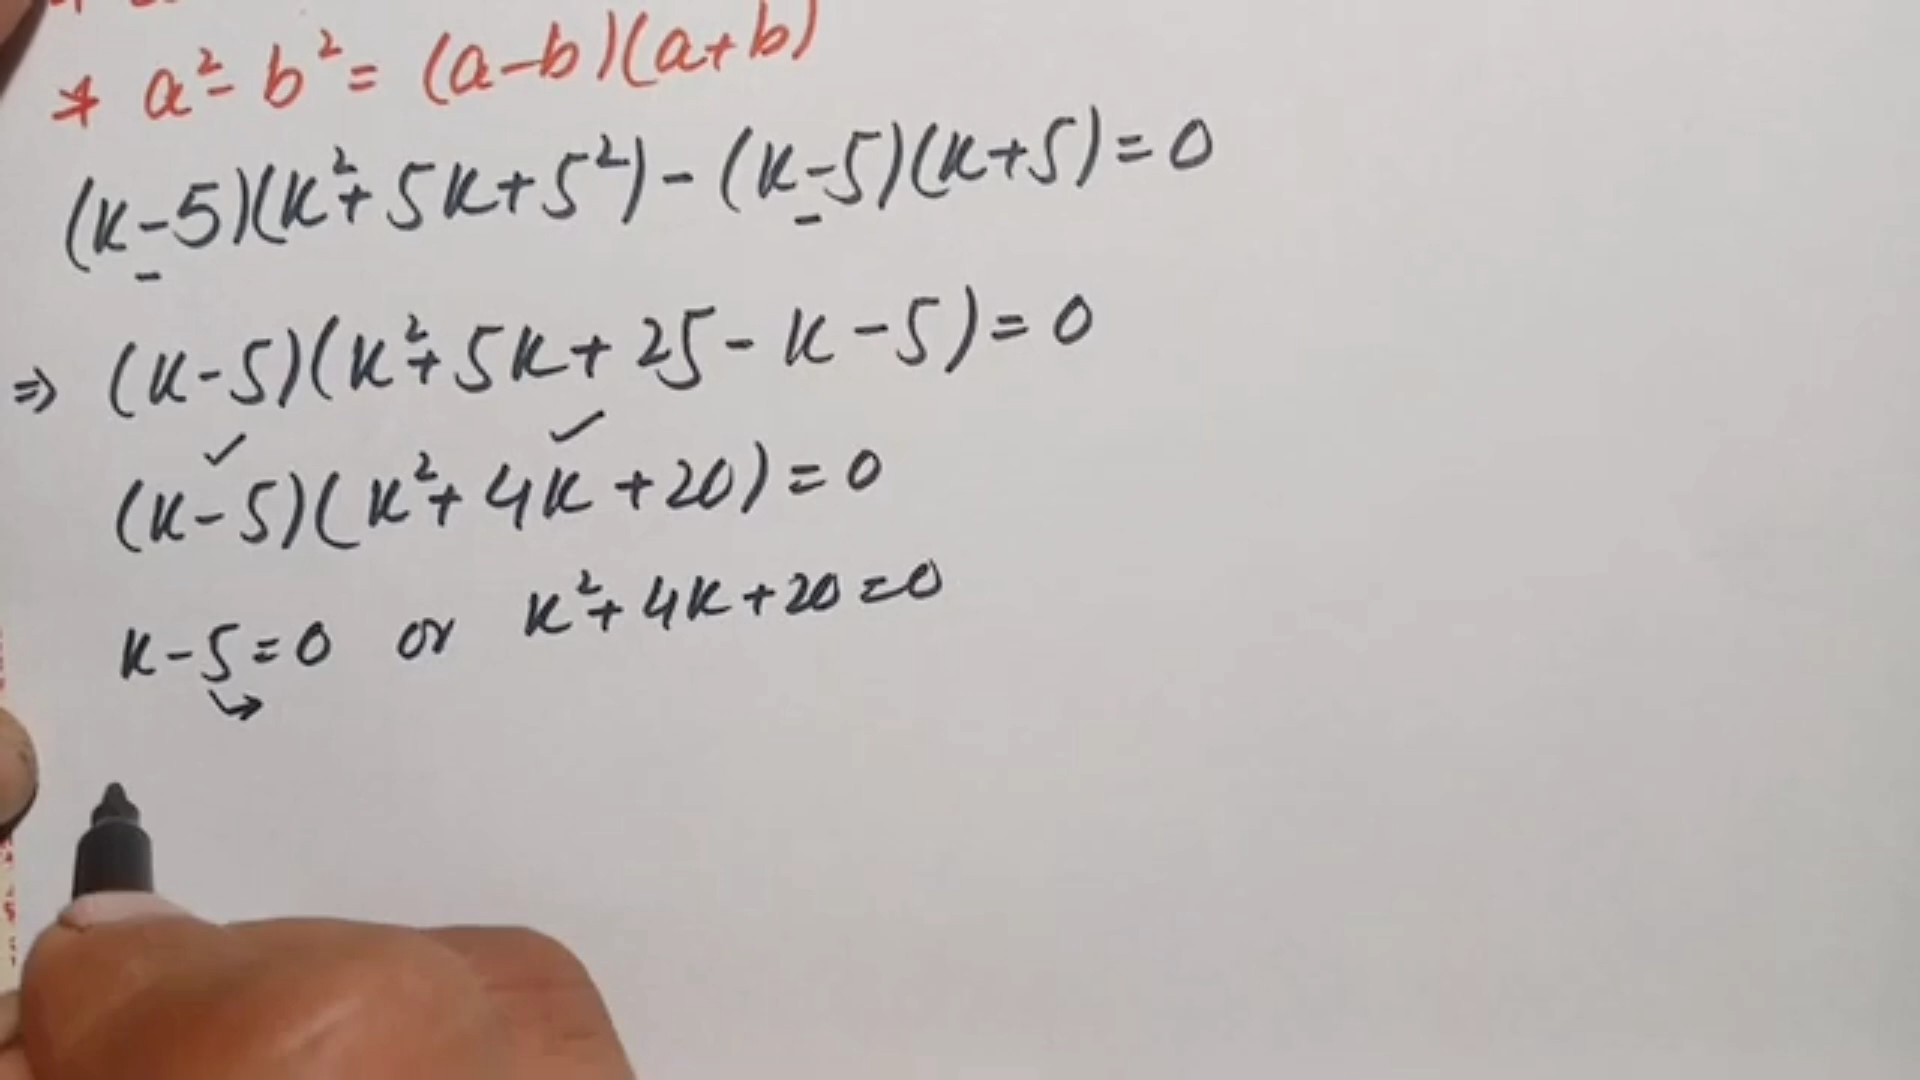 * a² - b² = (a-b)(a+b)
(k-5)(k²+5k+5²) - (k-5)(k+5) = 0
⇒ (k-5)(k²+5k+25-k-5) = 0
(k-5)(k²+4k+20) = 0
k-5=0 or k²+4k+20=0